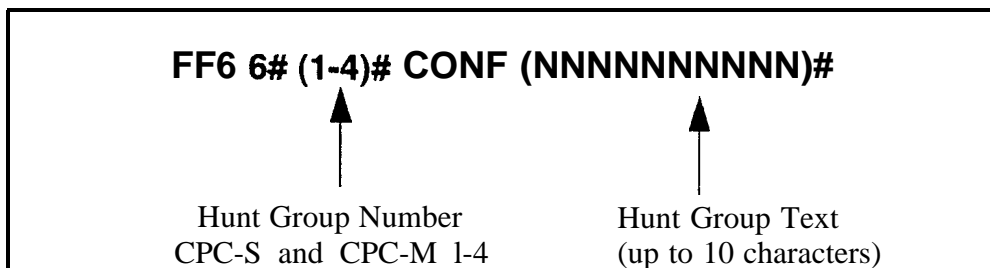 FF6 6# (1-4)# CONF (NNNNNNNNNN)#
Hunt Group Number
CPC-S and CPC-M l-4
Hunt Group Text
(up to 10 characters)